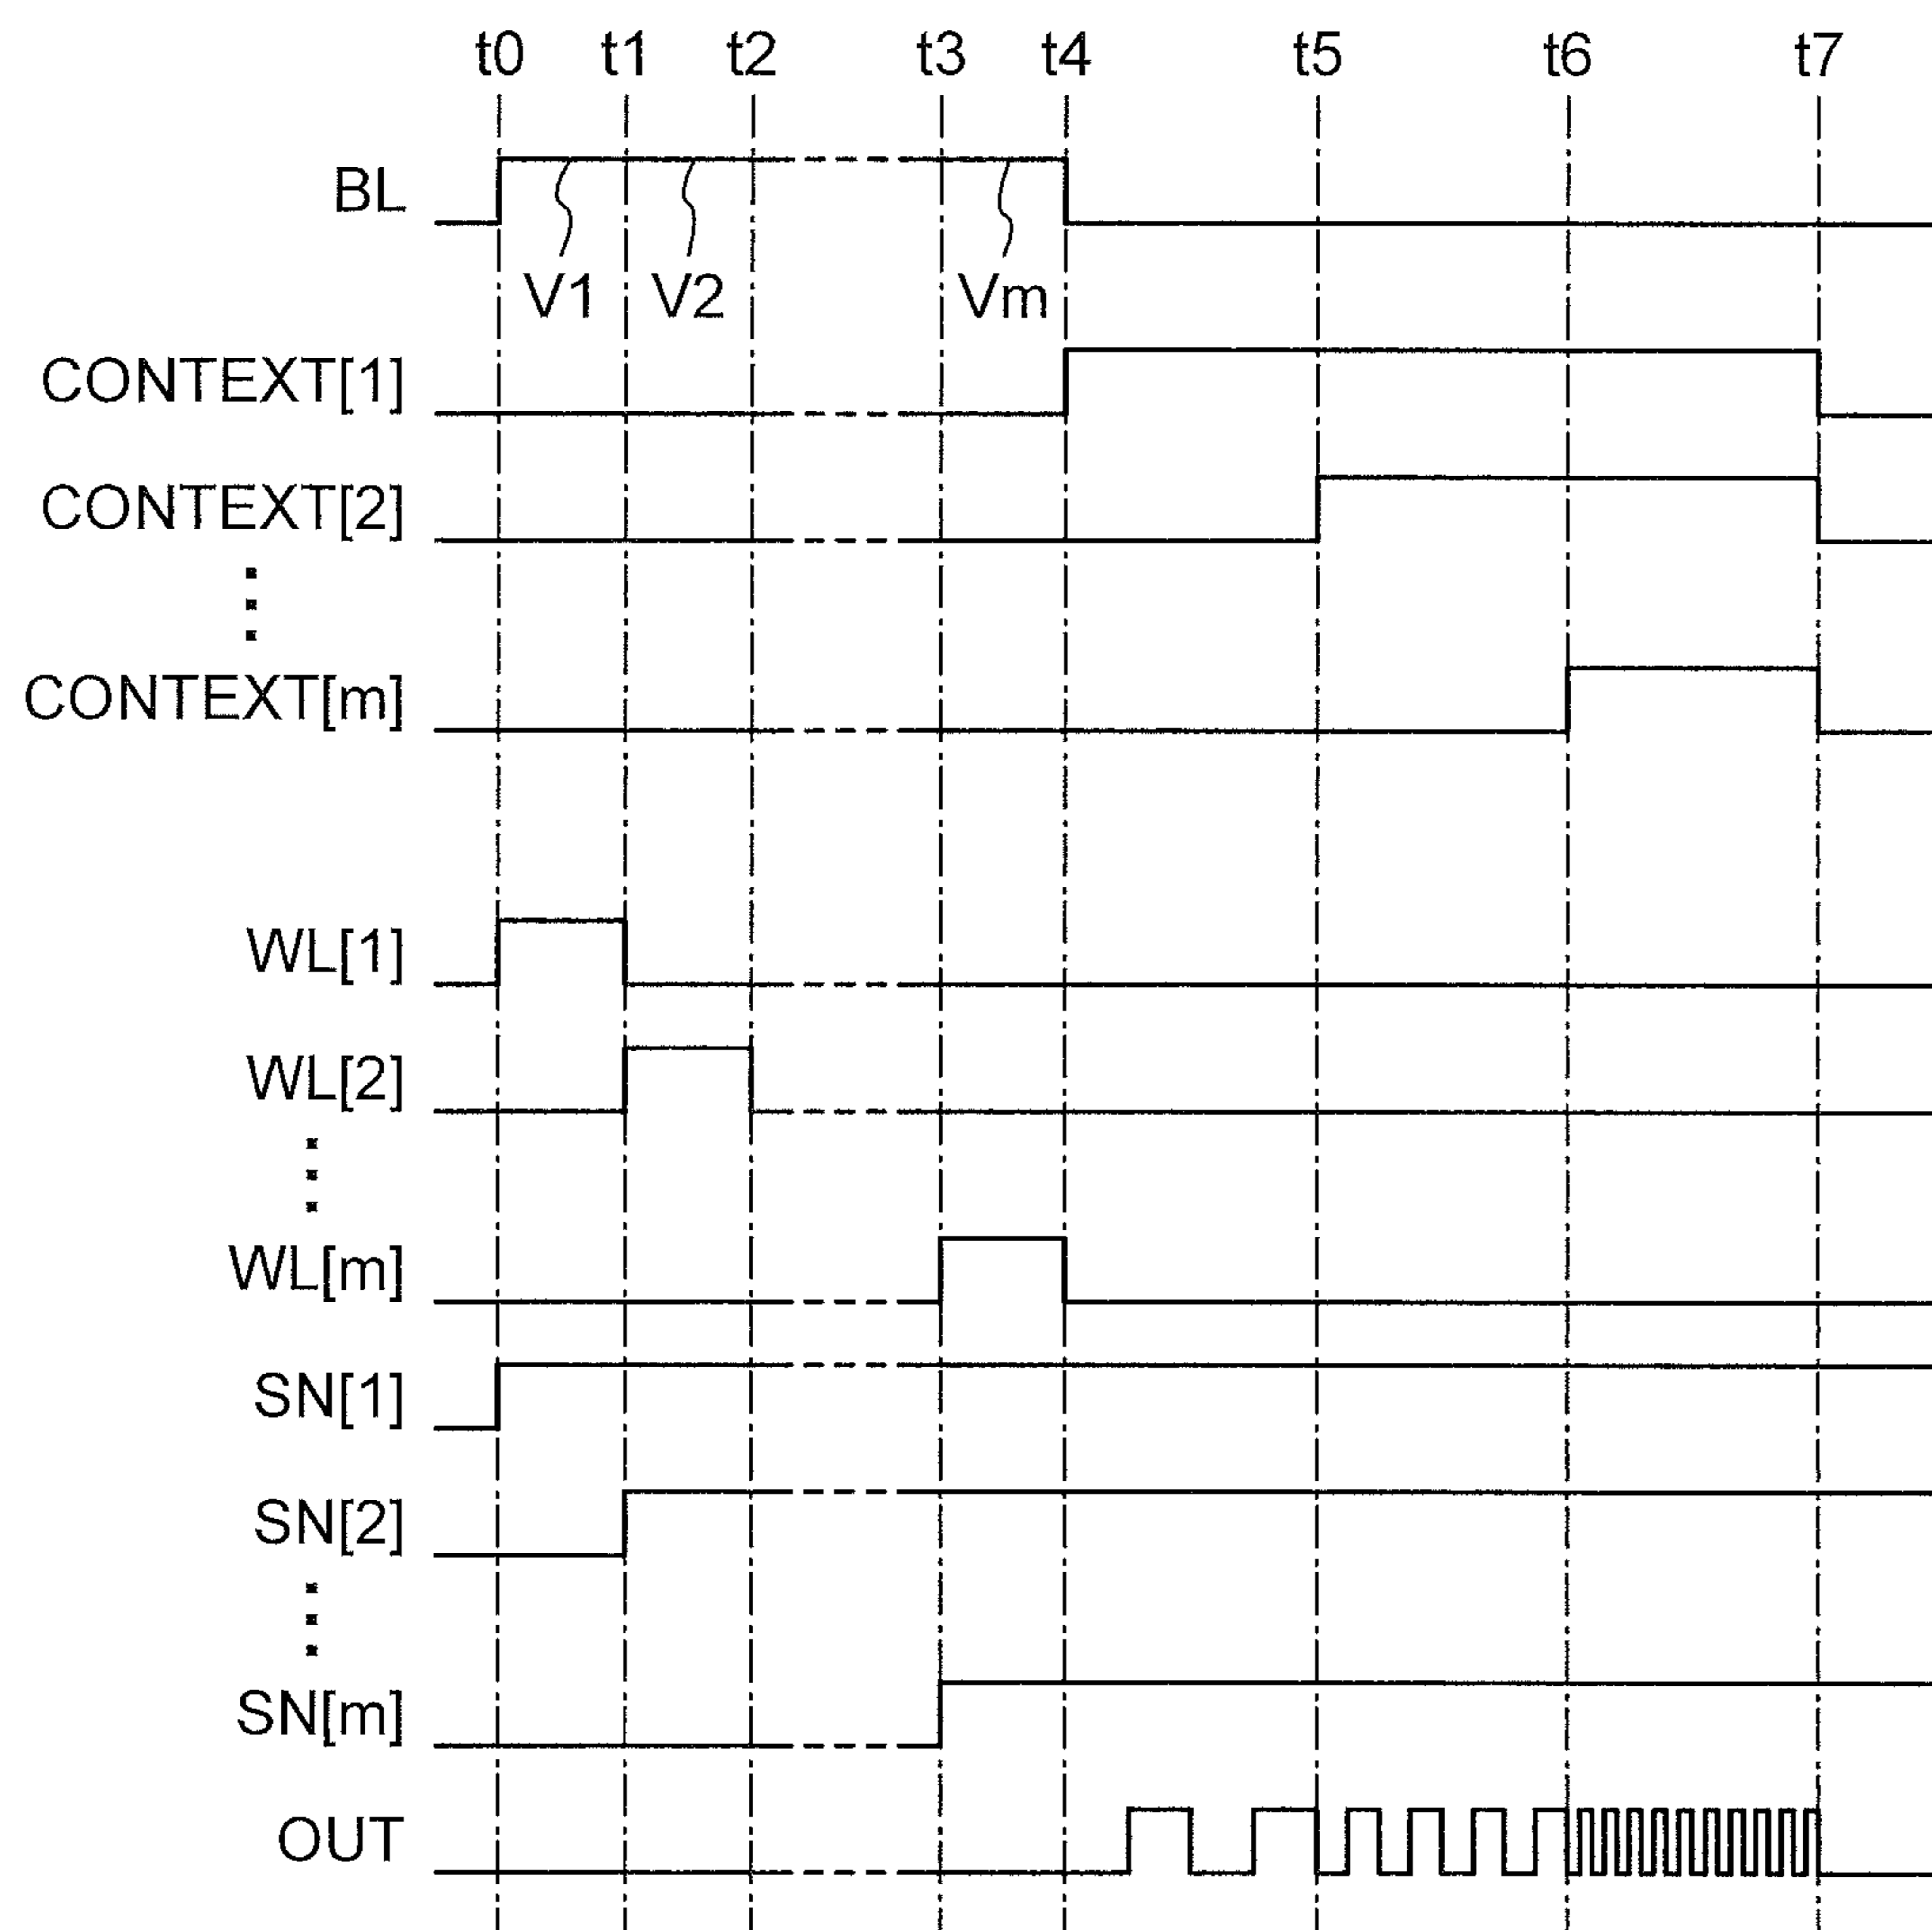 t0 t1 t2 t3 t4 t5 t6 t7
BL
V1 V2 Vm
CONTEXT[1]
CONTEXT[2]
CONTEXT[m]
WL[1]
WL[2]
WL[m]
SN[1]
SN[2]
SN[m]
OUT